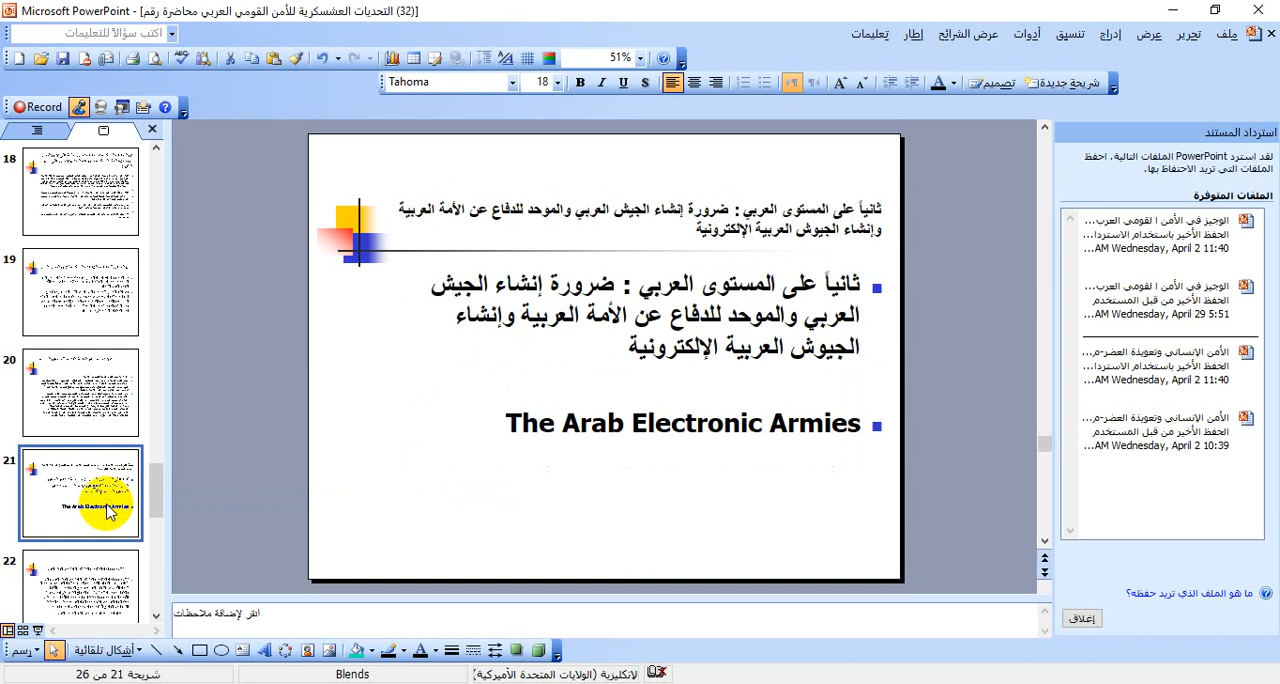 Microsoft PowerPoint - [التحديات العشسكرية للأمن القومي العربي محاضرة رقم (32)]
ملف تحرير عرض إدراج تنسيق أدوات عرض الشرائح إطار تعليمات
اكتب سؤالاً للتعليمات
51%
Tahoma 18
شريحة جديدة
تصميم
Record
18
19
20
21
The Arab Electronic Armies
22
ثانياً على المستوى العربي : ضرورة إنشاء الجيش العربي والموحد للدفاع عن الأمة العربية
وإنشاء الجيوش العربية الإلكترونية
ثانياً على المستوى العربي : ضرورة إنشاء الجيش
العربي والموحد للدفاع عن الأمة العربية وإنشاء
الجيوش العربية الإلكترونية
The Arab Electronic Armies
انقر لإضافة ملاحظات
استرداد المستند
لقد استرد PowerPoint الملفات التالية. احفظ
الملفات التي تريد الاحتفاظ بها.
الملفات المتوفرة
الوجيز في الأمن ا لقومي العرب...
الحفظ الأخير باستخدام الاستردا...
AM Wednesday, April 2 11:40...
الوجيز في الأمن ا لقومي العرب...
الحفظ الأخير من قبل المستخدم
AM Wednesday, April 29 5:51...
الأمن الإنساني وتعويذة العضر-م...
الحفظ الأخير باستخدام الاستردا...
AM Wednesday, April 2 11:40...
الأمن الإنساني وتعويذة العضر-م...
الحفظ الأخير من قبل المستخدم
AM Wednesday, April 2 10:39...
ما هو الملف الذي تريد حفظه؟
إغلاق
رسم
أشكال تلقائية
شريحة 21 من 26
Blends
الإنكليزية (الولايات المتحدة الأميركية)